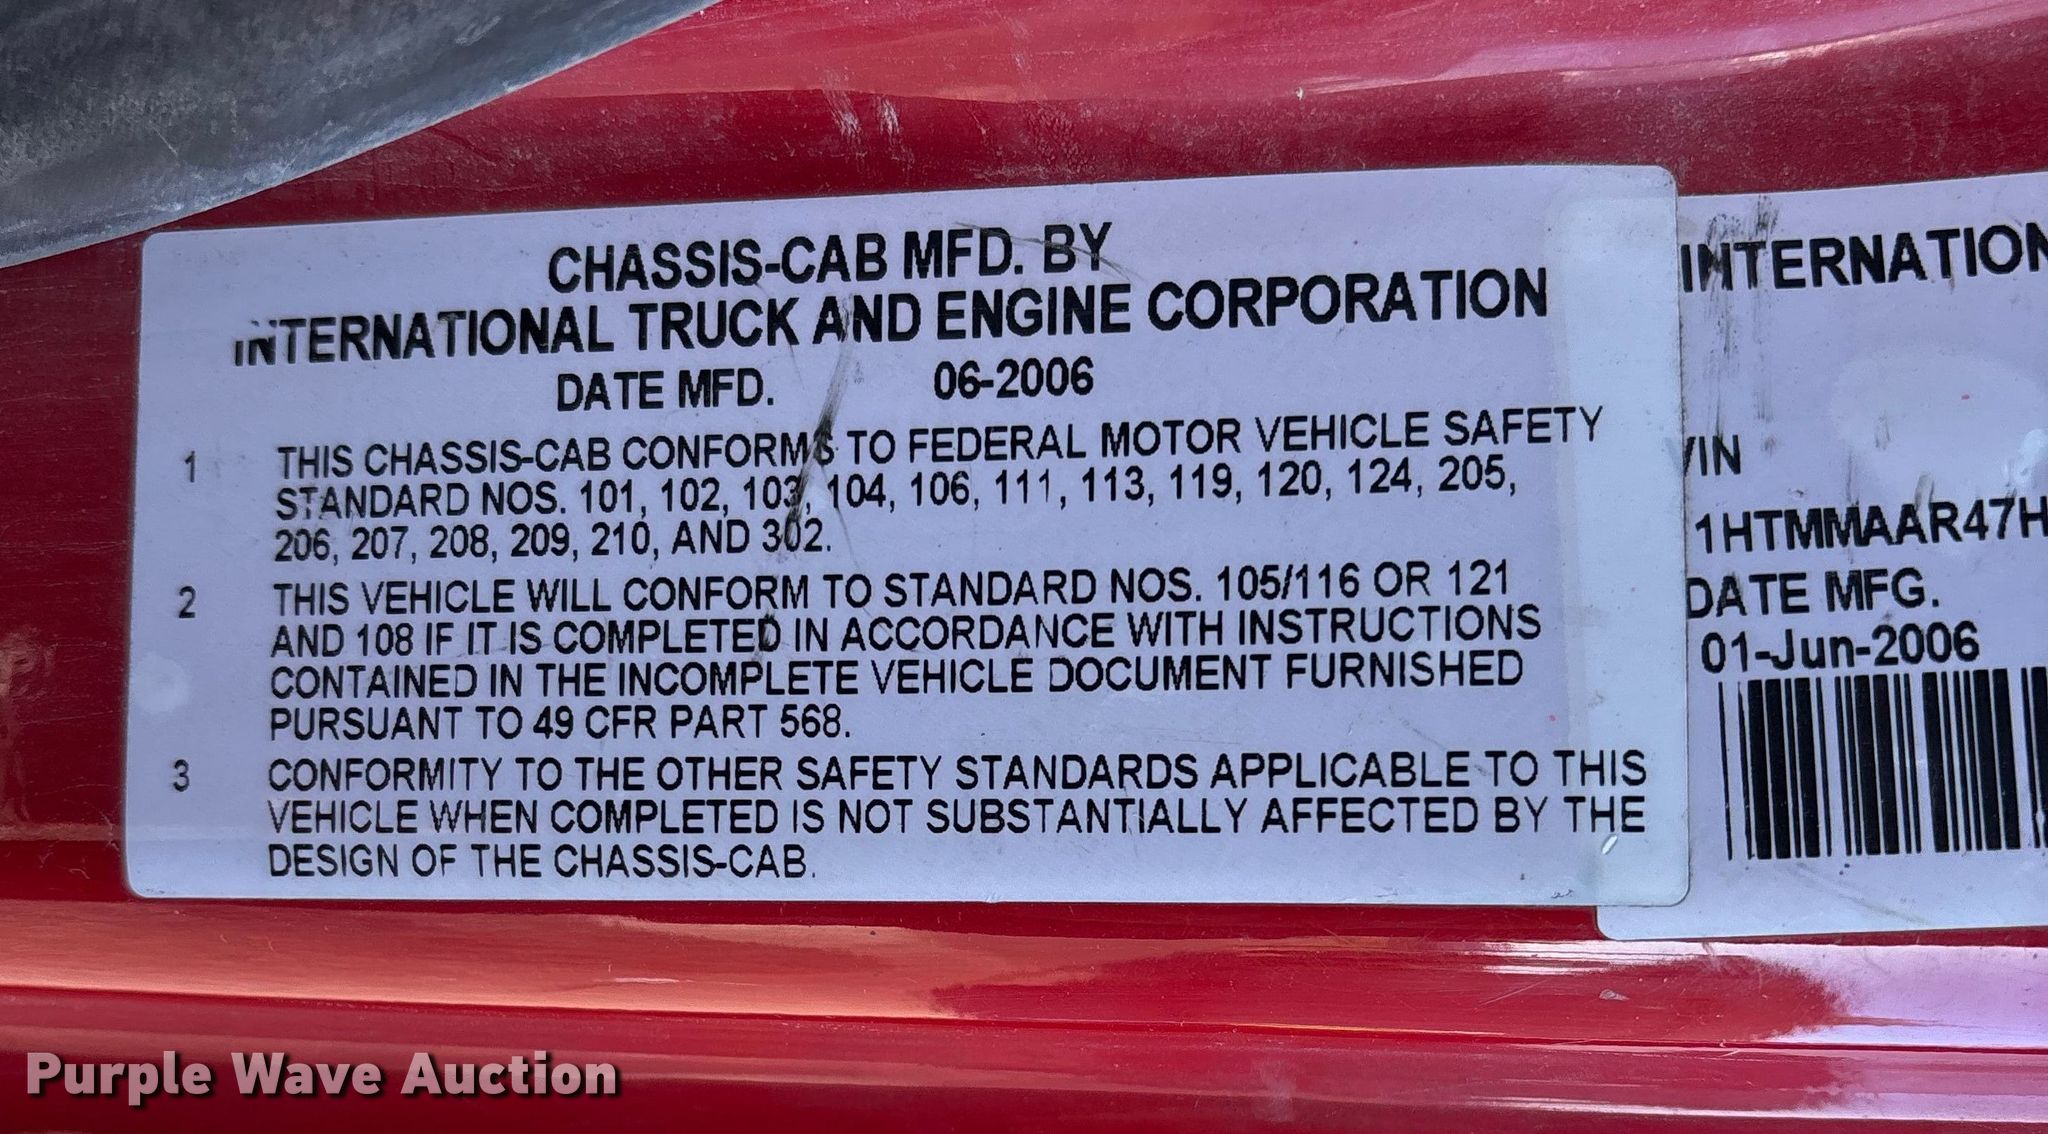 CHASSIS-CAB MFD. BY
INTERNATIONAL TRUCK AND ENGINE CORPORATION
DATE MFD. 06-2006
1 THIS CHASSIS-CAB CONFORMS TO FEDERAL MOTOR VEHICLE SAFETY
STANDARD NOS. 101, 102, 103, 104, 106, 111, 113, 119, 120, 124, 205,
206, 207, 208, 209, 210, AND 302.
2 THIS VEHICLE WILL CONFORM TO STANDARD NOS. 105/116 OR 121
AND 108 IF IT IS COMPLETED IN ACCORDANCE WITH INSTRUCTIONS
CONTAINED IN THE INCOMPLETE VEHICLE DOCUMENT FURNISHED
PURSUANT TO 49 CFR PART 568.
3 CONFORMITY TO THE OTHER SAFETY STANDARDS APPLICABLE TO THIS
VEHICLE WHEN COMPLETED IS NOT SUBSTANTIALLY AFFECTED BY THE
DESIGN OF THE CHASSIS-CAB.
INTERNATION
VIN
1HTMMAAR47H
DATE MFG.
01-Jun-2006
Purple Wave Auction